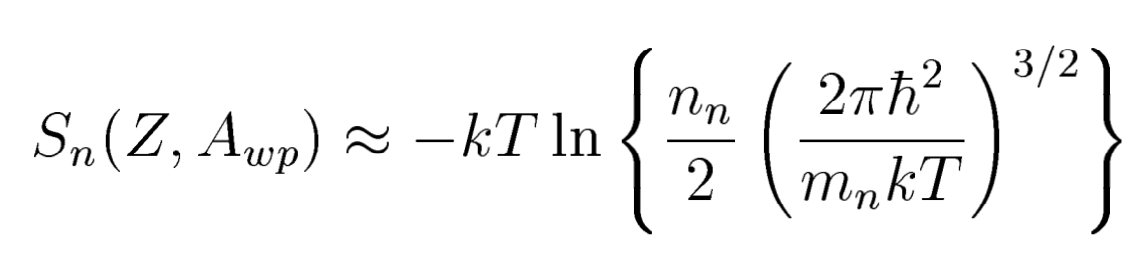 $S_n(Z, A_{wp}) \approx -kT \ln \left\{ \frac{n_n}{2} \left( \frac{2\pi\hbar^2}{m_n kT} \right)^{3/2} \right\}$